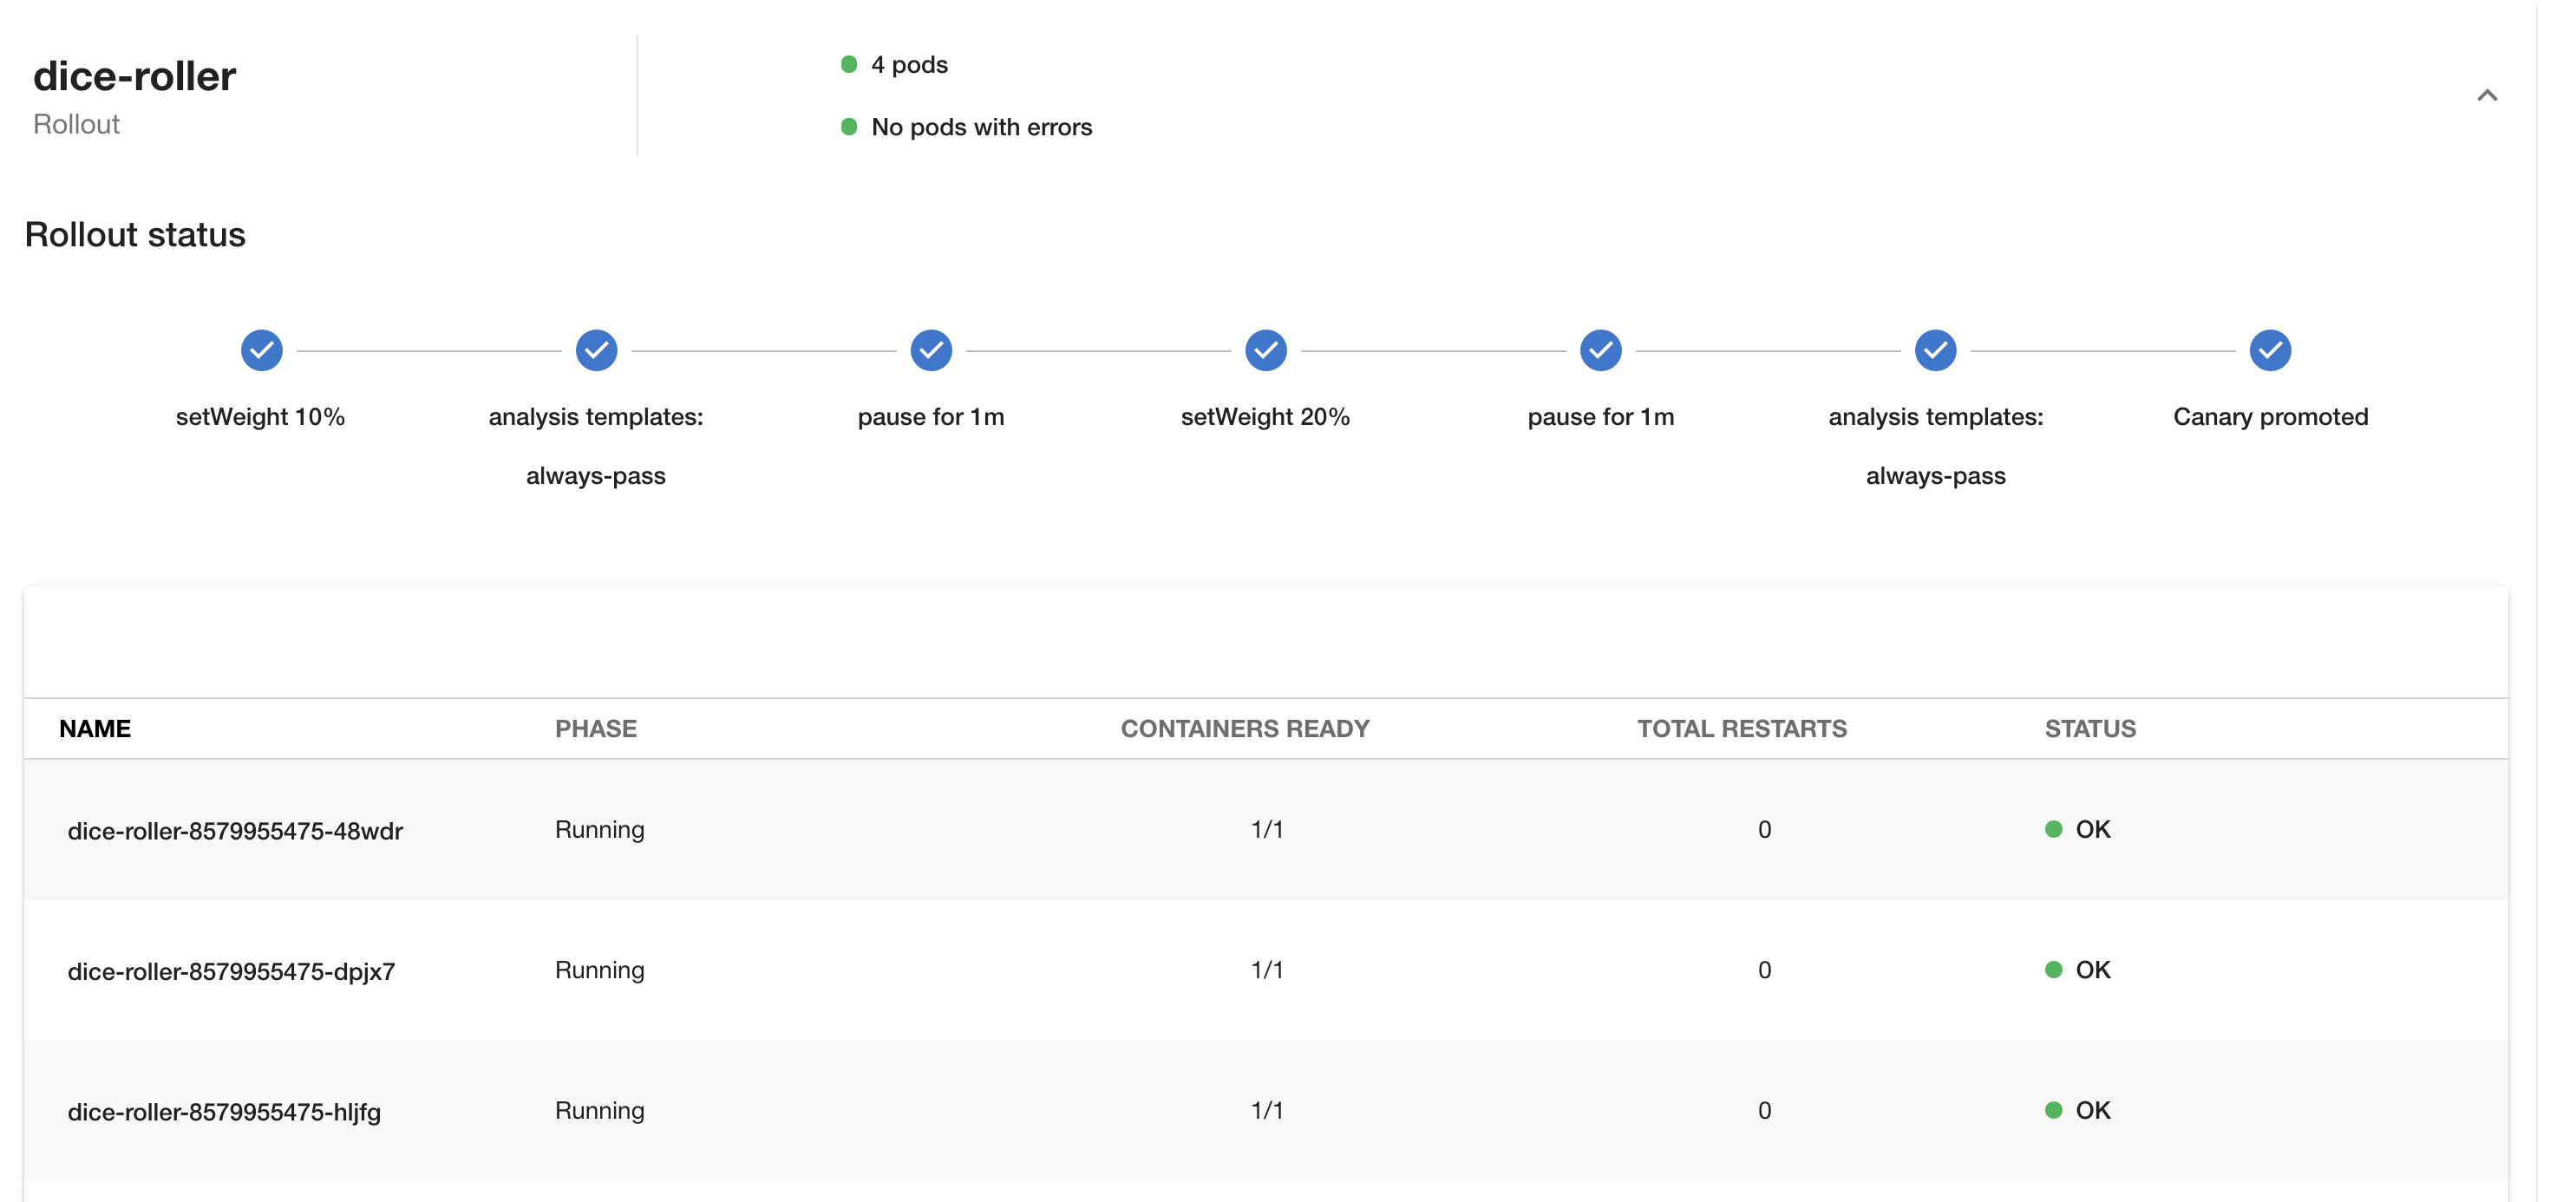 dice-roller
Rollout
4 pods
No pods with errors
Rollout status
setWeight 10%
analysis templates:
always-pass
pause for 1m
setWeight 20%
pause for 1m
analysis templates:
always-pass
Canary promoted
NAME PHASE CONTAINERS READY TOTAL RESTARTS STATUS
dice-roller-8579955475-48wdr Running 1/1 0 OK
dice-roller-8579955475-dpjx7 Running 1/1 0 OK
dice-roller-8579955475-hljfg Running 1/1 0 OK